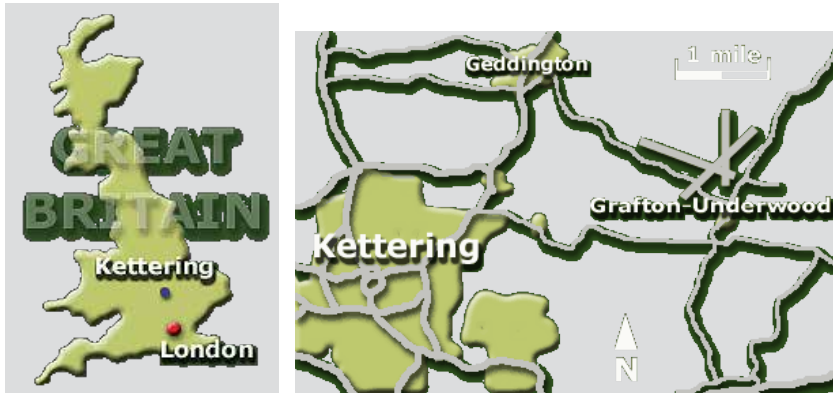 GREAT
BRITAIN
Kettering
London
Geddington
1 mile
Grafton-Underwood
Kettering
N